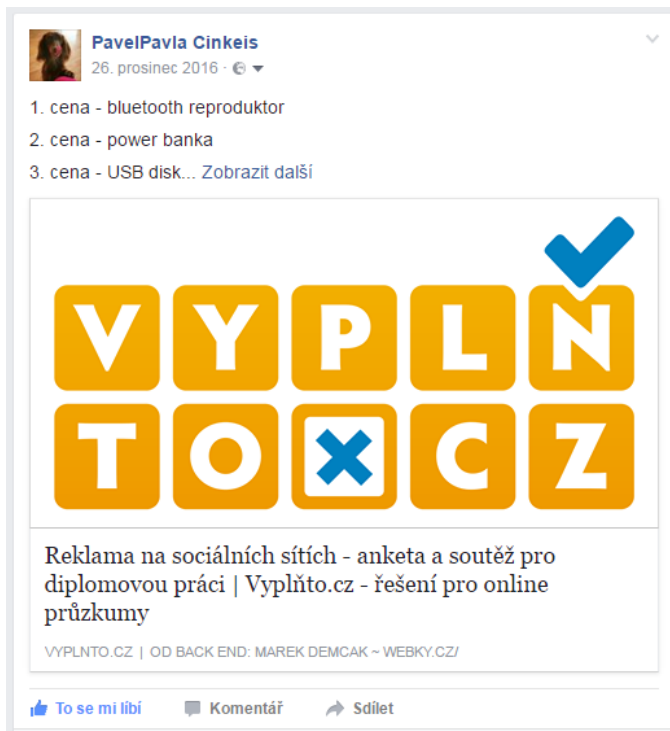 PavelPavla Cinkeis
26. prosinec 2016 ·
1. cena - bluetooth reproduktor
2. cena - power banka
3. cena - USB disk... Zobrazit další
VYPLŇ
TO CZ
Reklama na sociálních sítích - anketa a soutěž pro
diplomovou práci | Vyplňto.cz - řešení pro online
průzkumy
VYPLNTO.CZ | OD BACK END: MAREK DEMCAK ~ WEBKY.CZ/
To se mi líbí Komentář Sdílet